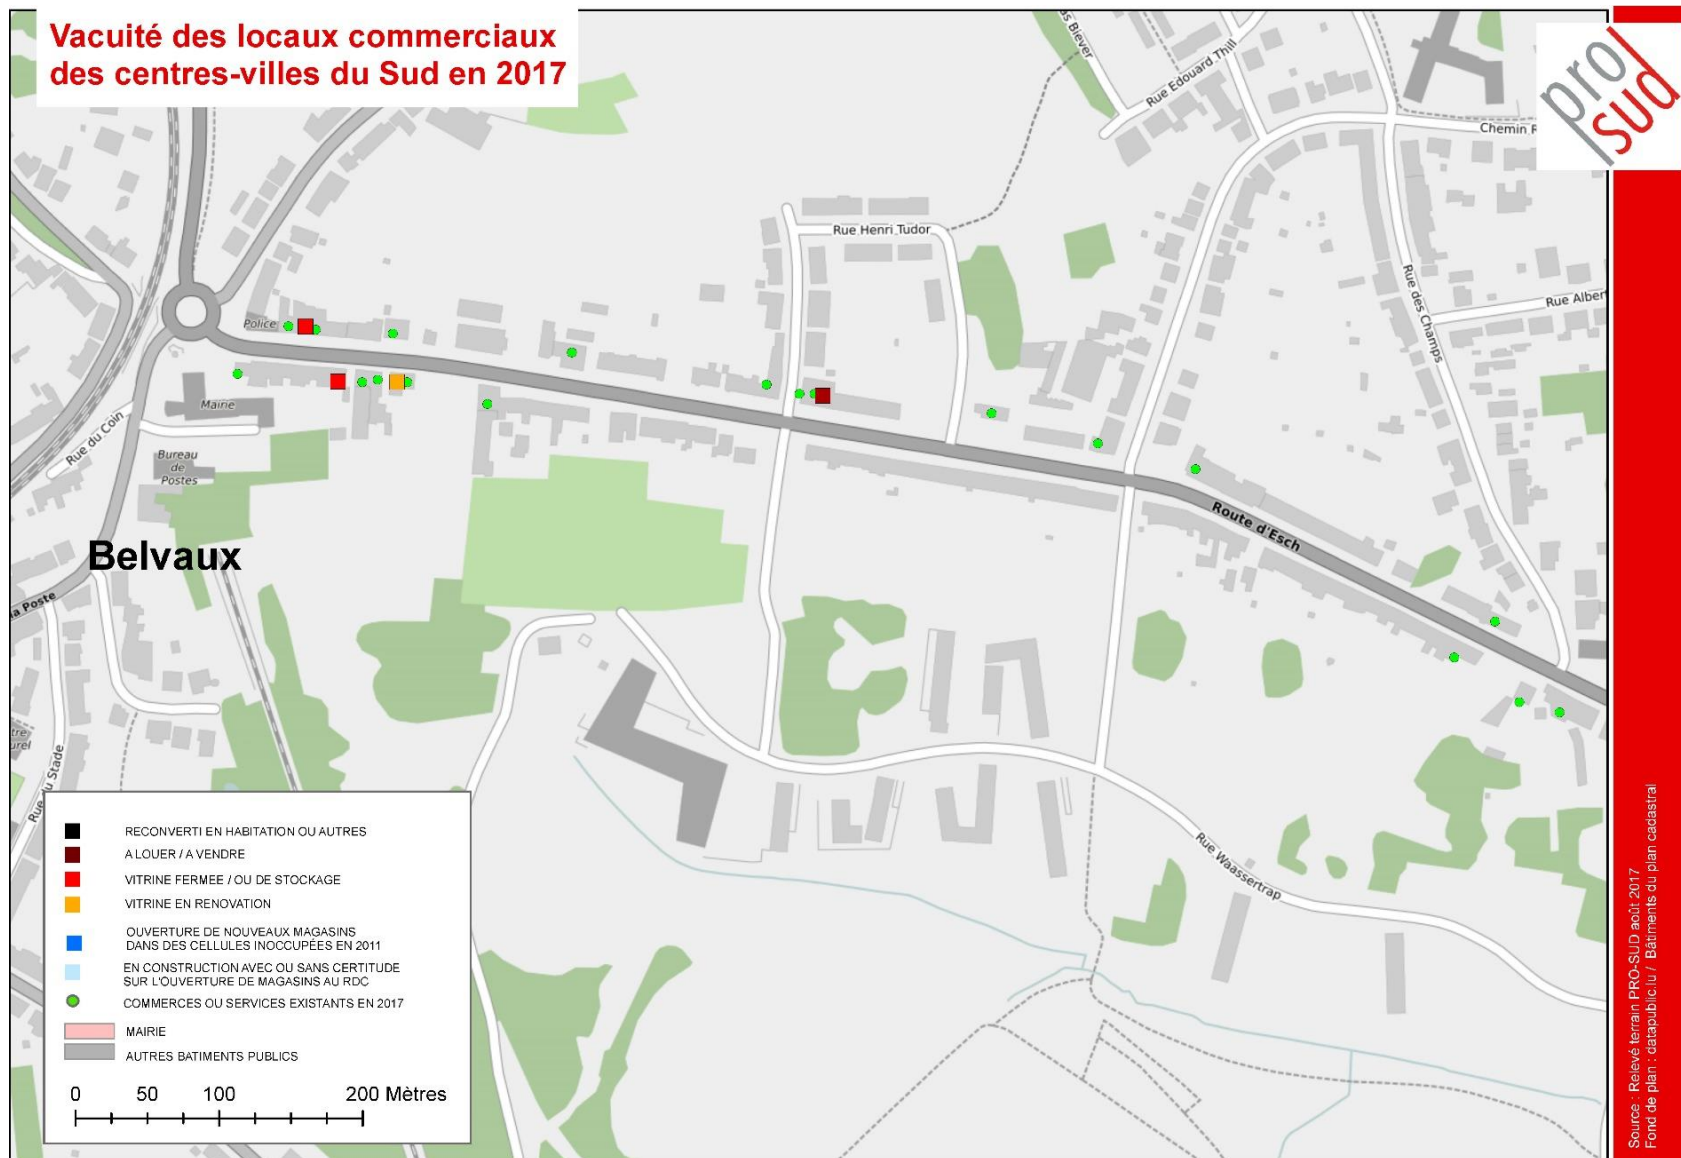 Vacuité des locaux commerciaux
des centres-villes du Sud en 2017
pro
sud
Biever
Rue Edouard Thill
Chemin R
Rue Henri Tudor
Rue des Champs
Rue Alber
Police
Mairie
Rue du Coin
Bureau
de
Postes
Route d'Esch
Belvaux
a Poste
tre
urel
Rue du Stade
Rue Waassertrap
RECONVERTI EN HABITATION OU AUTRES
A LOUER / A VENDRE
VITRINE FERMEE / OU DE STOCKAGE
VITRINE EN RENOVATION
OUVERTURE DE NOUVEAUX MAGASINS
DANS DES CELLULES INOCCUPÉES EN 2011
EN CONSTRUCTION AVEC OU SANS CERTITUDE
SUR L'OUVERTURE DE MAGASINS AU RDC
COMMERCES OU SERVICES EXISTANTS EN 2017
MAIRIE
AUTRES BATIMENTS PUBLICS
0 50 100 200 Mètres
Source : Relevé terrain PRO-SUD août 2017
Fond de plan : datapublic.lu / Bâtiments du plan cadastral